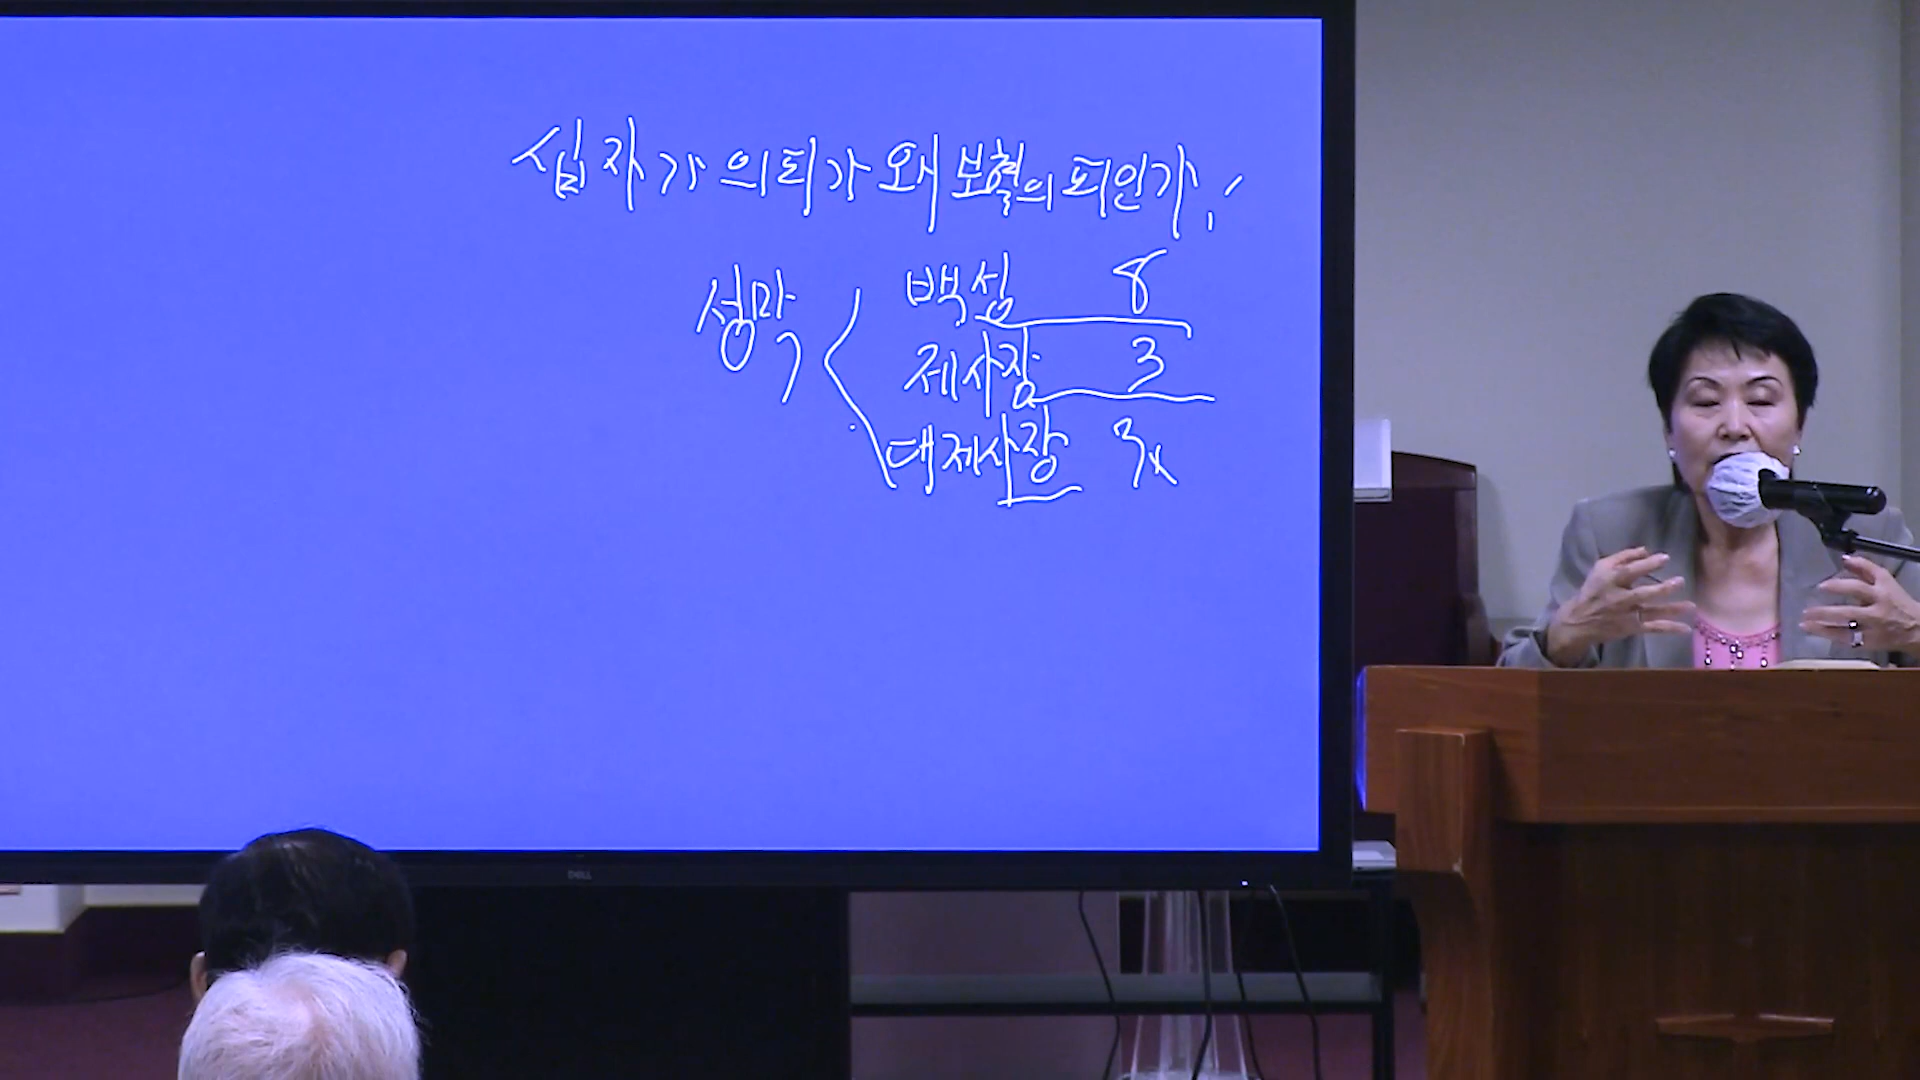 십자가의 피가 왜 보혈의 피인가,
성막
백성 8
제사장 3
대제사장 7x
DELL